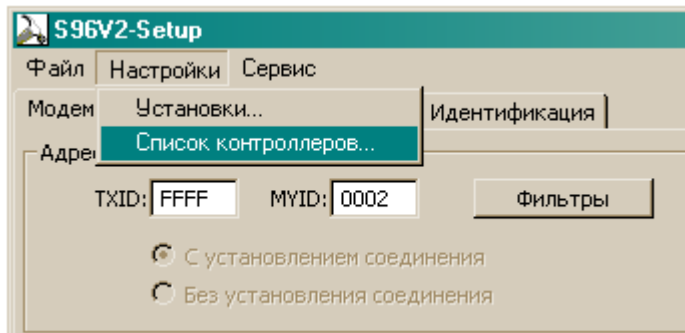 S96V2-Setup
Файл Настройки Сервис
Модем Установки... Идентификация
Список контроллеров...
TXID: FFFF MYID: 0002 Фильтры
С установлением соединения
Без установления соединения